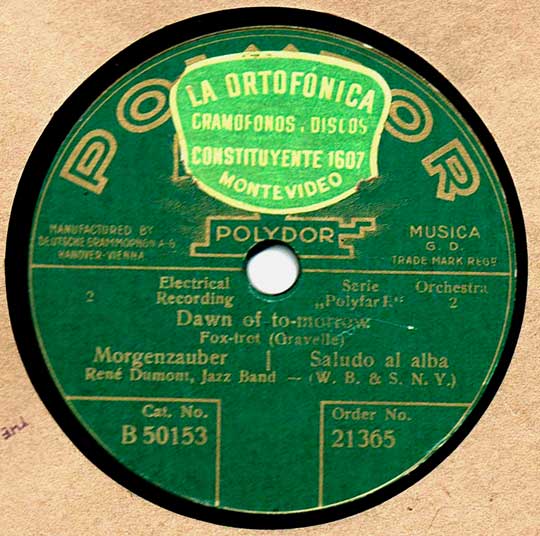 POLYDOR
LA ORTOFÓNICA
GRAMOFONOS, DISCOS
CONSTITUYENTE 1607
MONTEVIDEO
POLYDOR
MANUFACTURED BY
DEUTSCHE GRAMMOPHON A.G.
HANOVER-VIENNA
MUSICA
G. D.
TRADE MARK REGD
2
Electrical
Recording
Serie
„Polyfar R“
Orchestra
2
Dawn of to-morrow
Fox-trot (Gravelle)
Morgenzauber | Saludo al alba
René Dumont, Jazz Band — (W. B. & S. N. Y.)
Cat. No.
B 50153
Order No.
21365
THE